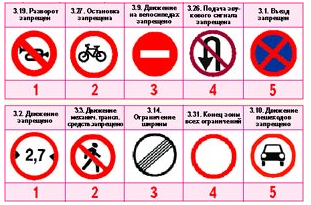 3.19. Разворот запрещен
3.27. Остановка запрещена
3.9. Движение на велосипедах запрещено
3.26. Подача звукового сигнала запрещена
3.1. Въезд запрещен
1 2 3 4 5
3.2. Движение запрещено
3.3. Движение механич. трансп. средств запрещено
3.14. Ограничение ширины
3.31. Конец зоны всех ограничений
3.10. Движение пешеходов запрещено
2,7
1 2 3 4 5